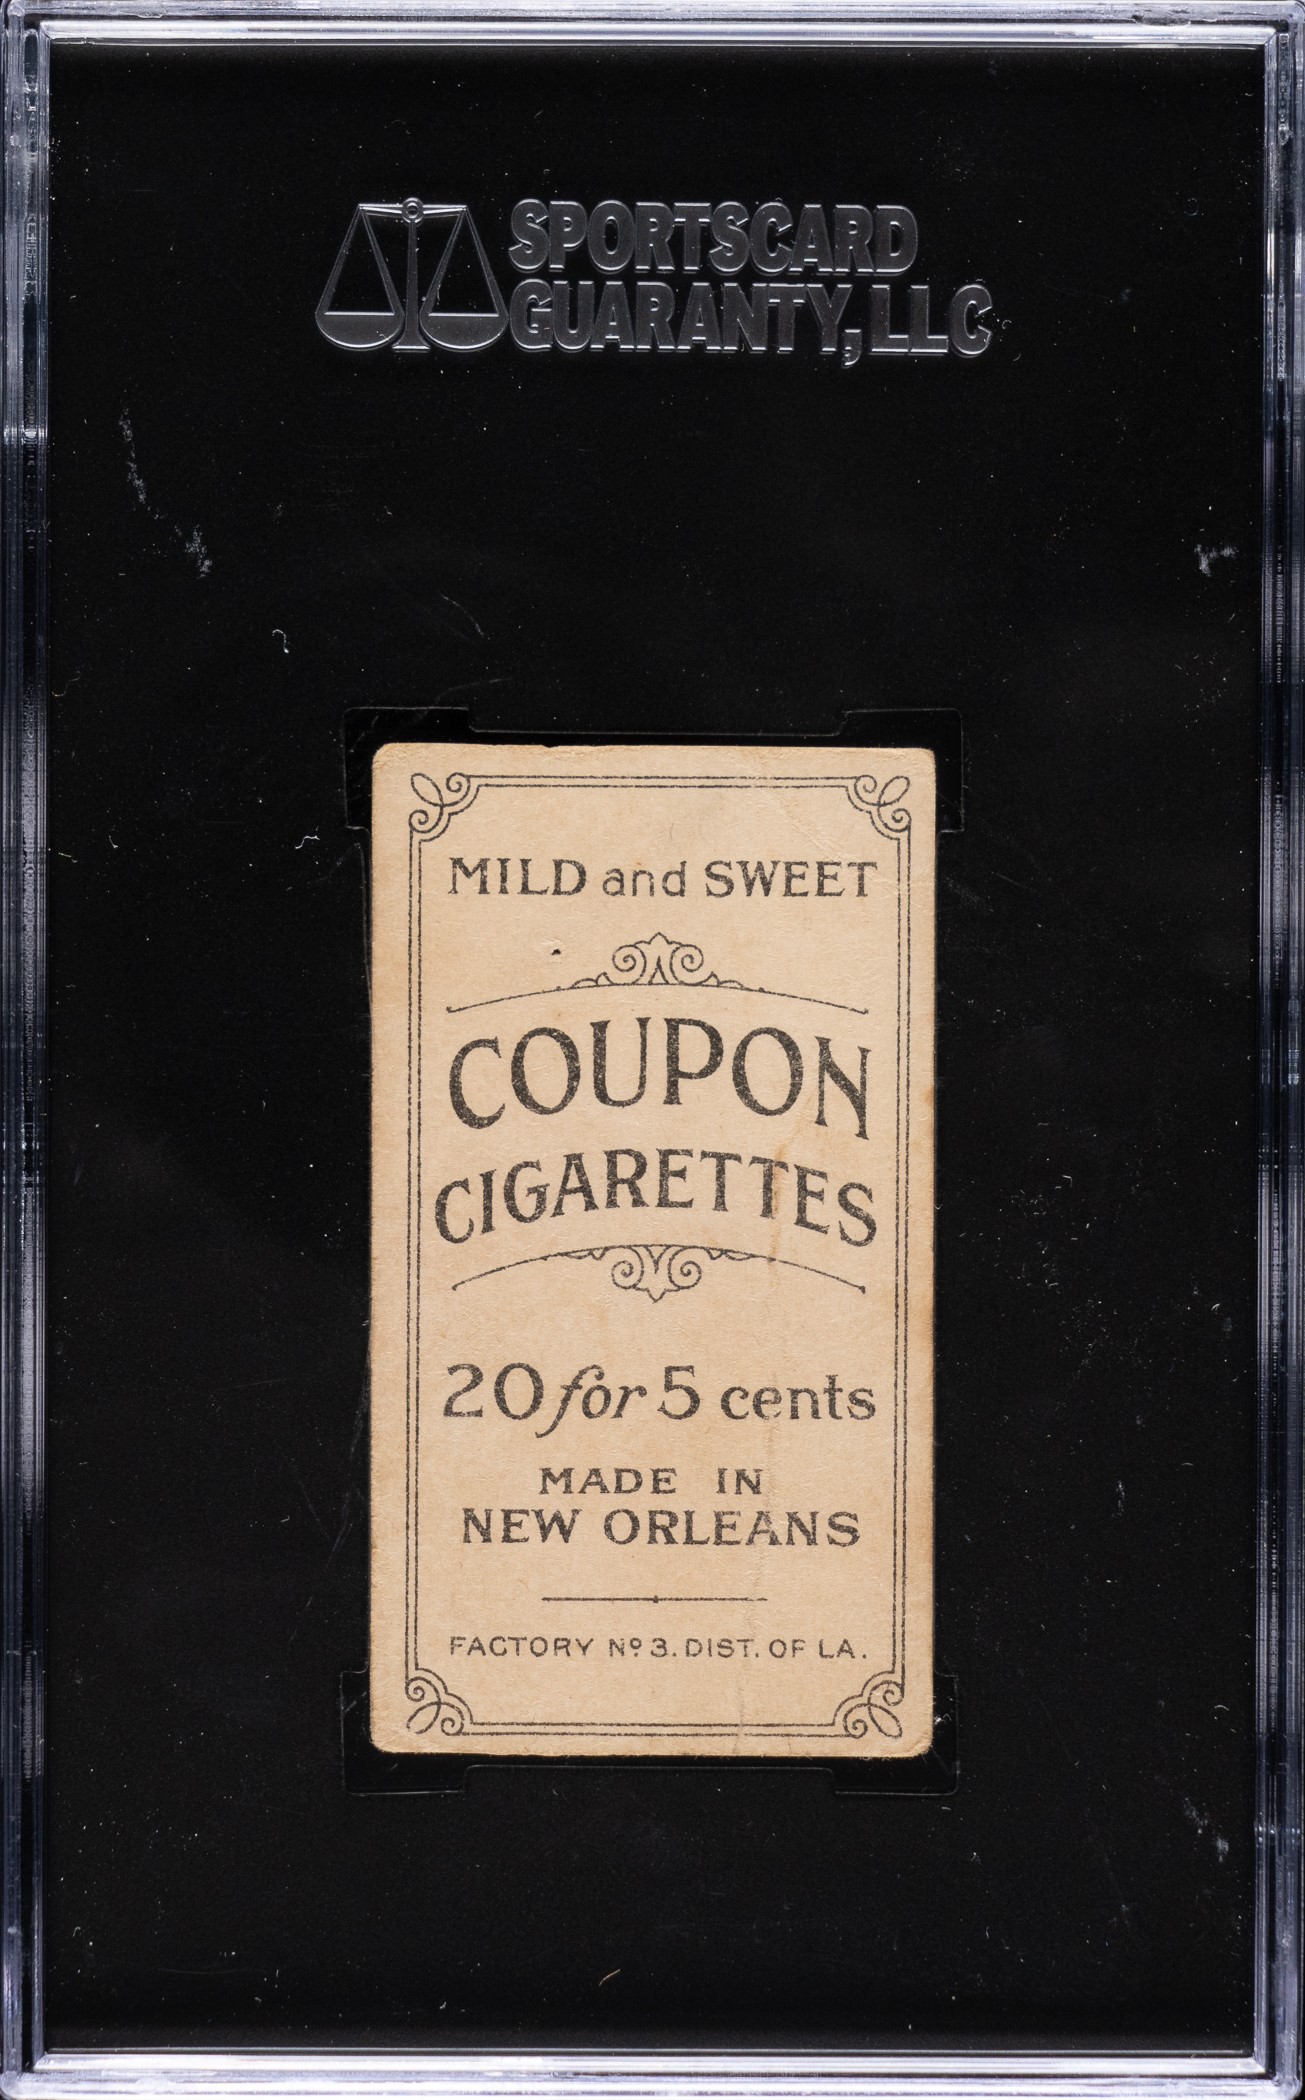 SPORTSCARD
GUARANTY, LLC
MILD and SWEET
COUPON
CIGARETTES
20 for 5 cents
MADE IN
NEW ORLEANS
FACTORY Nº 3. DIST. OF LA.